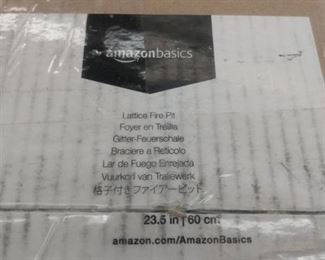 amazonbasics
Lattice Fire Pit
Foyer en Treillis
Gitter-Feuerschale
Braciere a Reticolo
Lar de Fuego Enrejada
Vuurkorf van Traliewerk
格子付きファイアーピット
23.5 in | 60 cm
amazon.com/AmazonBasics